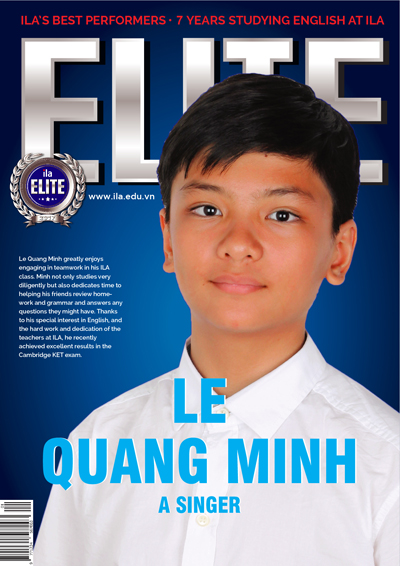 ILA'S BEST PERFORMERS • 7 YEARS STUDYING ENGLISH AT ILA
ELITE
ila
ELITE
www.ila.edu.vn
Le Quang Minh greatly enjoys
engaging in teamwork in his ILA
class. Minh not only studies very
diligently but also dedicates time to
helping his friends review home-
work and grammar and answers any
questions they might have. Thanks
to his special interest in English, and
the hard work and dedication of the
teachers at ILA, he recently
achieved excellent results in the
Cambridge KET exam.
LE
QUANG MINH
A SINGER